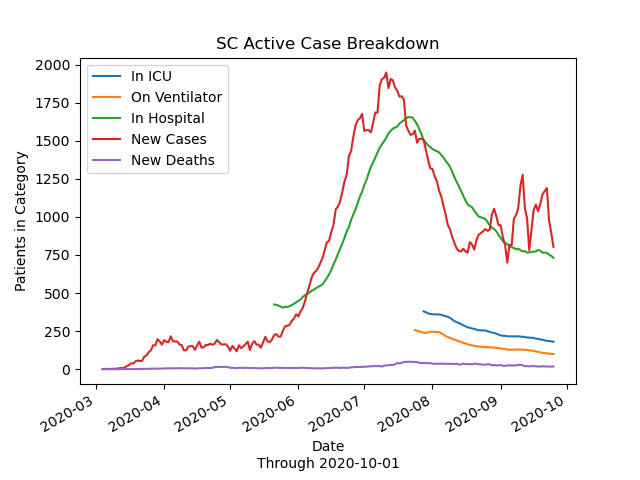 SC Active Case Breakdown
Patients in Category
2000
1750
1500
1250
1000
750
500
250
0
In ICU
On Ventilator
In Hospital
New Cases
New Deaths
2020-03
2020-04
2020-05
2020-06
2020-07
2020-08
2020-09
2020-10
Date
Through 2020-10-01